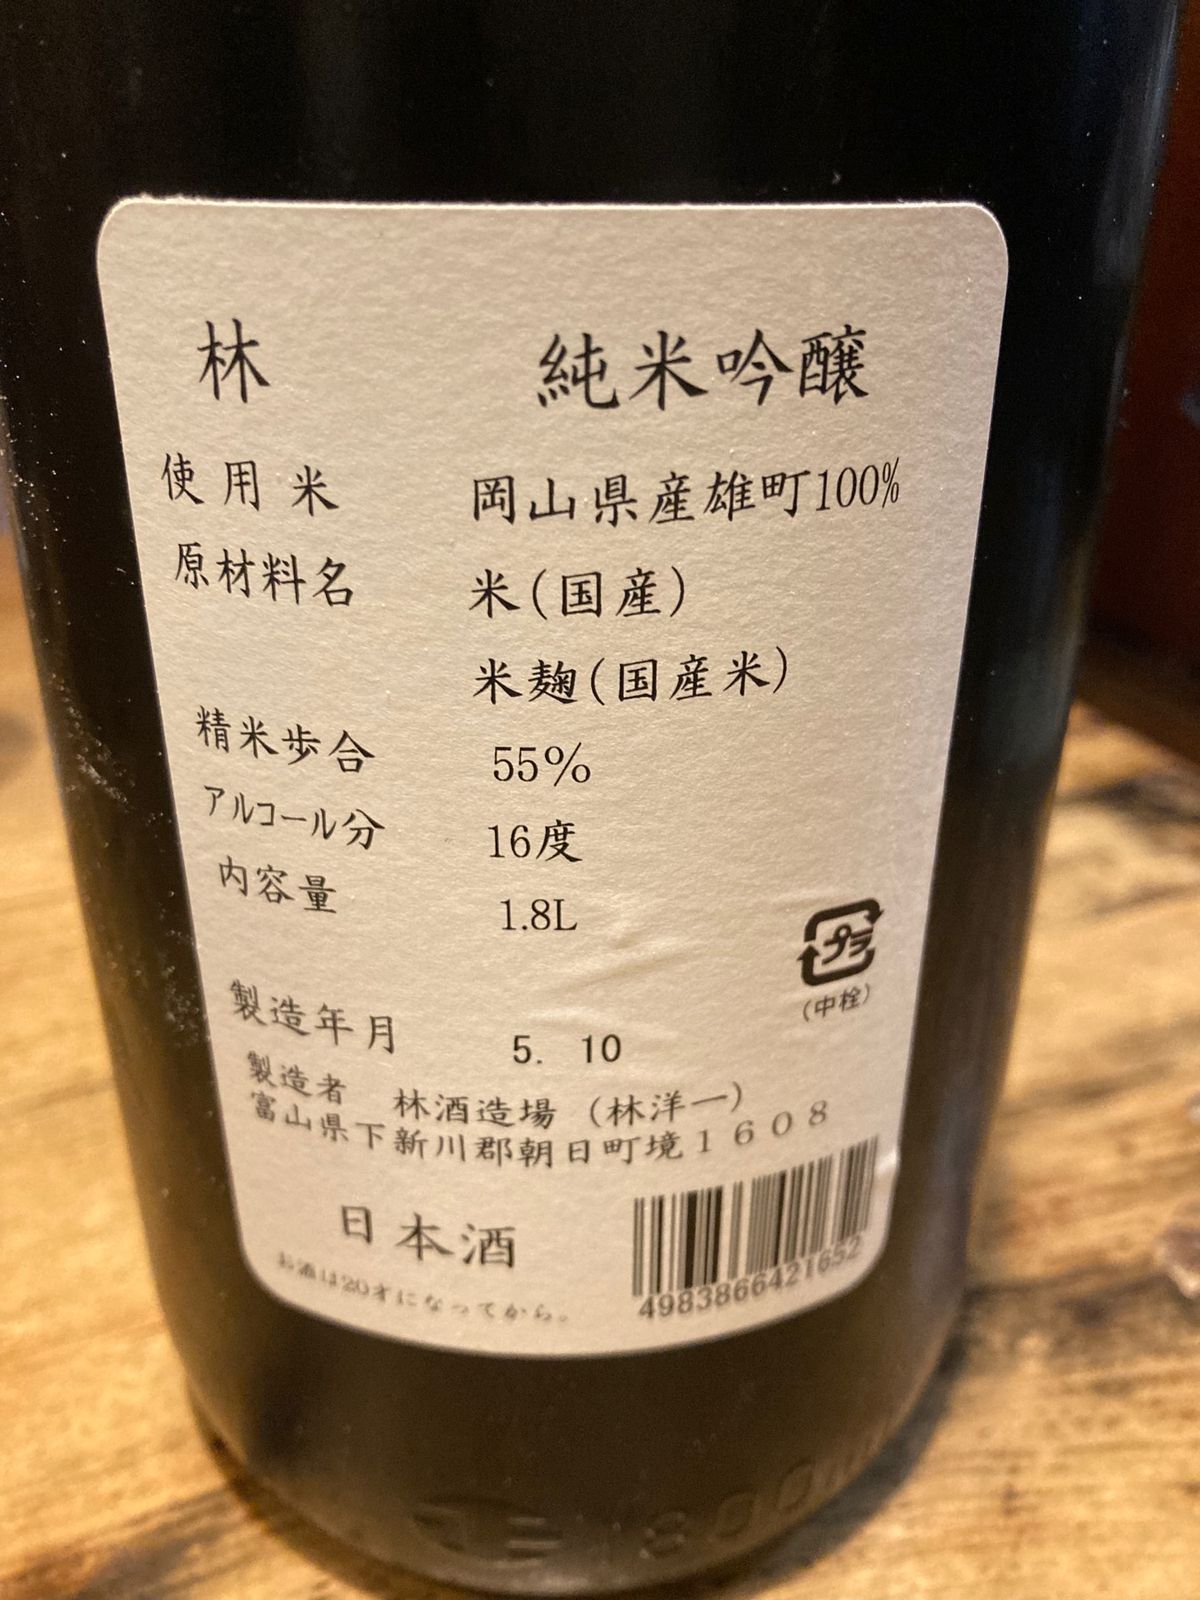 林 純米吟醸
使用米 岡山県産雄町100%
原材料名 米(国産)
米麹(国産米)
精米歩合 55%
アルコール分 16度
内容量 1.8L
プラ
(中栓)
製造年月 5. 10
製造者 林酒造場 (林洋一)
富山県下新川郡朝日町境1608
日本酒
お酒は20才になってから。
4983866421652